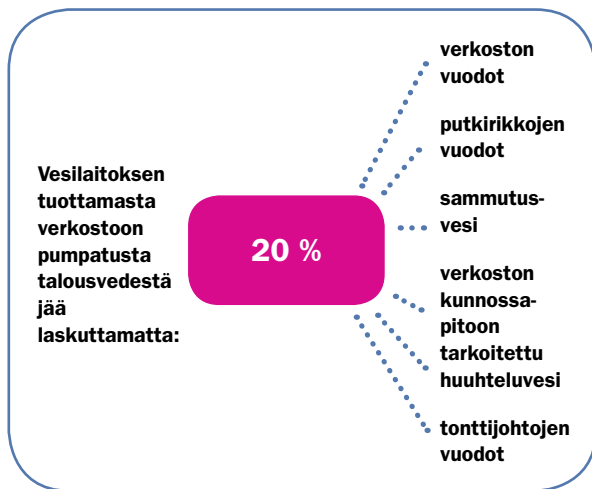 Vesilaitoksen
tuottamasta
verkostoon
pumpatusta
talousvedestä
jää
laskuttamatta:
20 %
verkoston
vuodot
putkirikkojen
vuodot
sammutus-
vesi
verkoston
kunnossa-
pitoon
tarkoitettu
huuhteluvesi
tonttijohtojen
vuodot